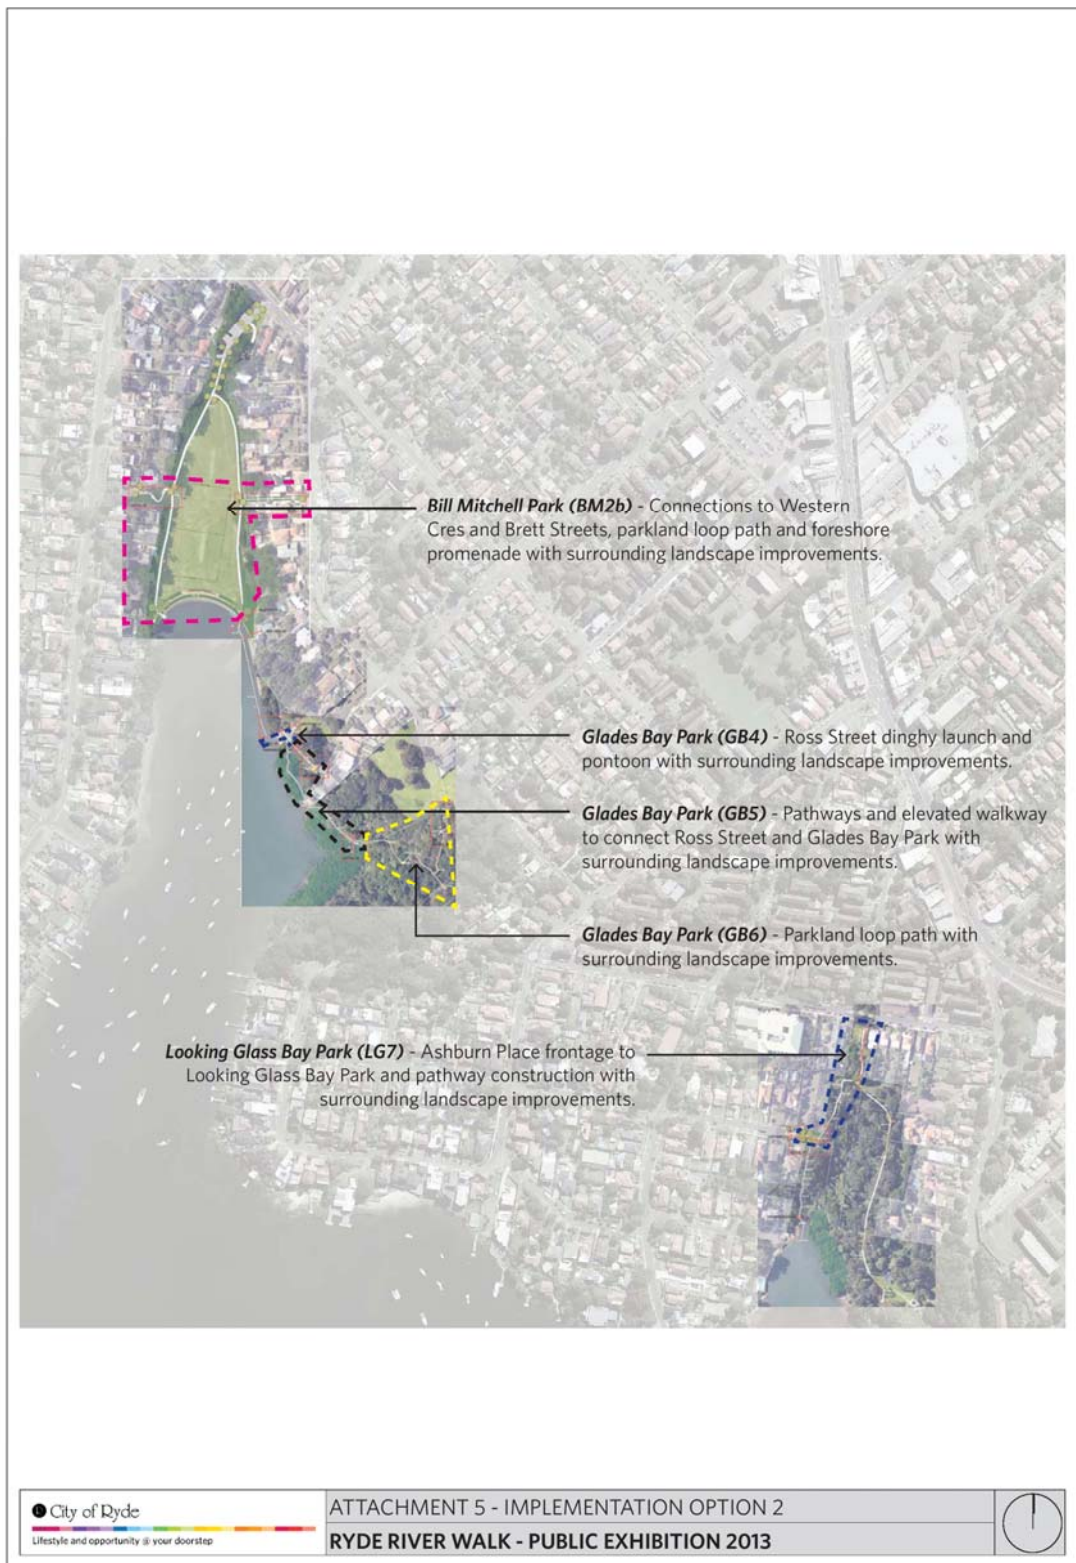 Bill Mitchell Park (BM2b) - Connections to Western
Cres and Brett Streets, parkland loop path and foreshore
promenade with surrounding landscape improvements.
Glades Bay Park (GB4) - Ross Street dinghy launch and
pontoon with surrounding landscape improvements.
Glades Bay Park (GB5) - Pathways and elevated walkway
to connect Ross Street and Glades Bay Park with
surrounding landscape improvements.
Glades Bay Park (GB6) - Parkland loop path with
surrounding landscape improvements.
Looking Glass Bay Park (LG7) - Ashburn Place frontage to
Looking Glass Bay Park and pathway construction with
surrounding landscape improvements.
City of Ryde
Lifestyle and opportunity @ your doorstep
ATTACHMENT 5 - IMPLEMENTATION OPTION 2
RYDE RIVER WALK - PUBLIC EXHIBITION 2013